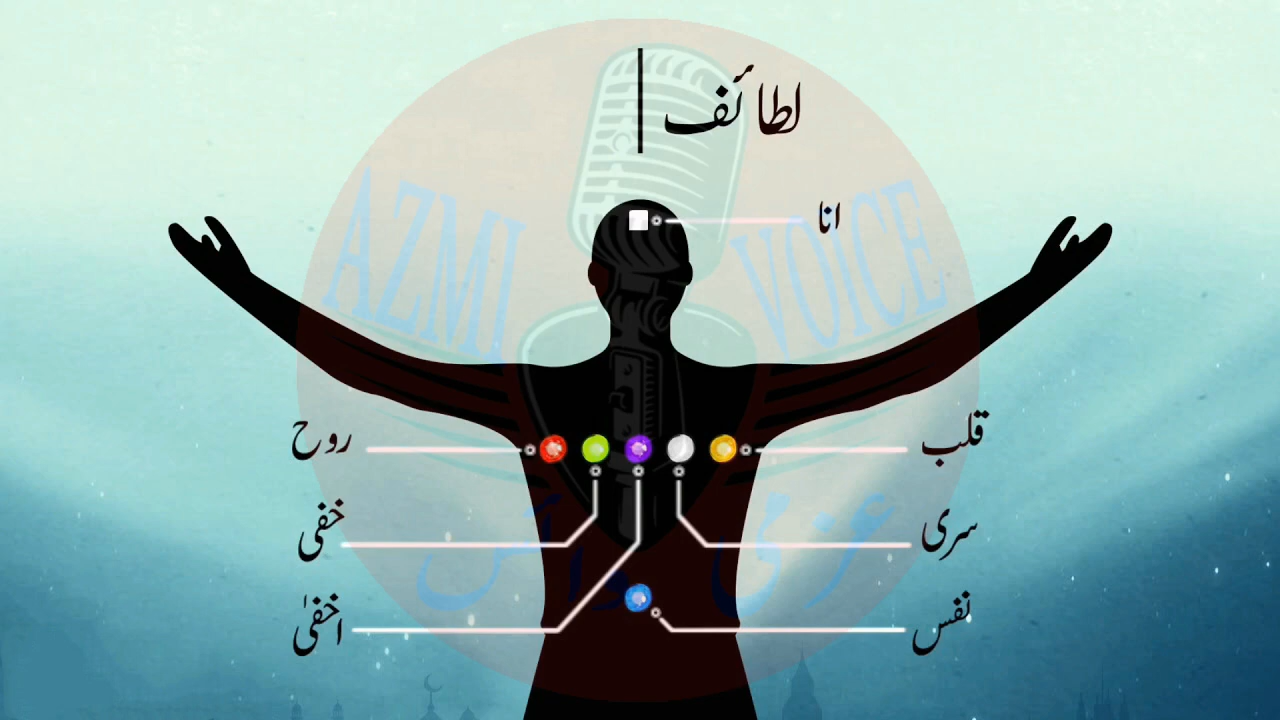 لطائف
انا
AZMI VOICE
قلب
روح
سری
خفی
عزمی وائس
نفس
اخفیٰ